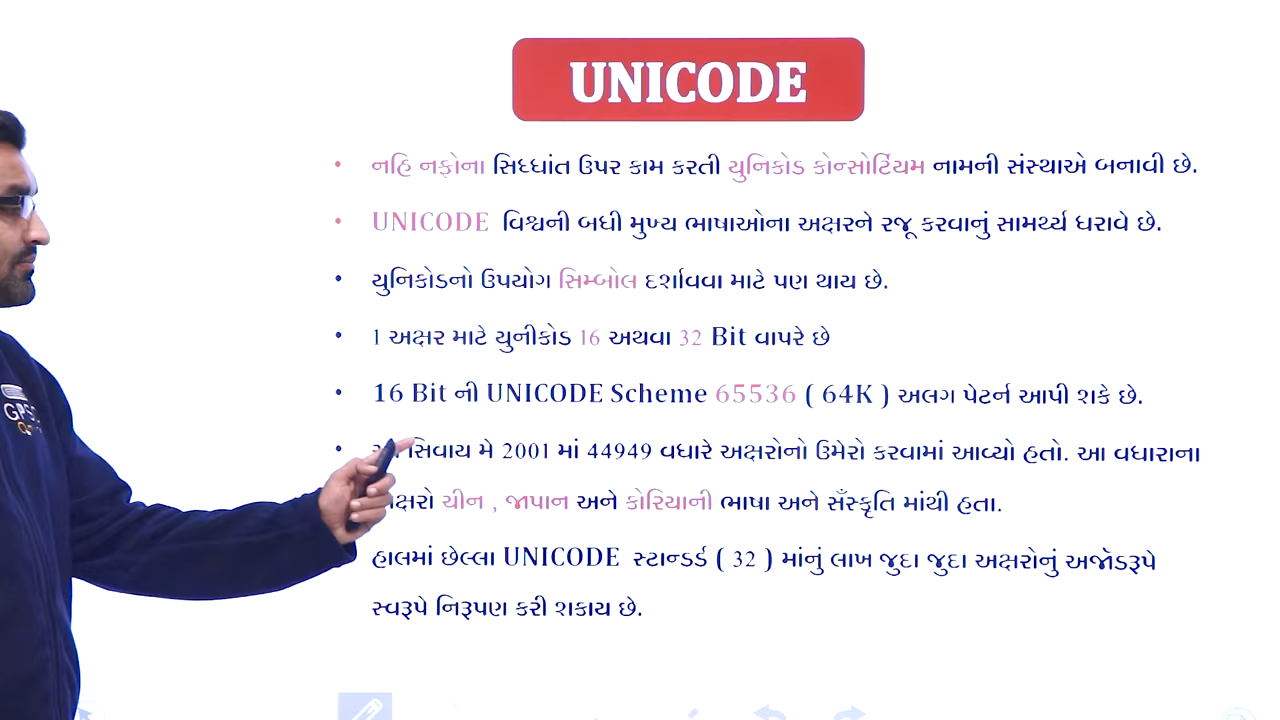 UNICODE
• નહિ નફોના સિધ્ધાંત ઉપર કામ કરતી યુનિકોડ કોન્સોર્ટિયમ નામની સંસ્થાએ બનાવી છે.
• UNICODE વિશ્વની બધી મુખ્ય ભાષાઓના અક્ષરને રજૂ કરવાનું સામર્થ્ય ધરાવે છે.
• યુનિકોડનો ઉપયોગ સિમ્બોલ દર્શાવવા માટે પણ થાય છે.
• 1 અક્ષર માટે યુનીકોડ 16 અથવા 32 Bit વાપરે છે
• 16 Bit ની UNICODE Scheme 65536 ( 64K ) અલગ પેટર્ન આપી શકે છે.
• સિવાય મે 2001 માં 44949 વધારે અક્ષરોનો ઉમેરો કરવામાં આવ્યો હતો. આ વધારાના
ચીન , જાપાન અને કોરિયાની ભાષા અને સઁસ્કૃતિ માંથી હતા.
હાલમાં છેલ્લા UNICODE સ્ટાન્ડર્ડ ( 32 ) માંનું લાખ જુદા જુદા અક્ષરોનું અજોડરૂપે
સ્વરૂપે નિરૂપણ કરી શકાય છે.